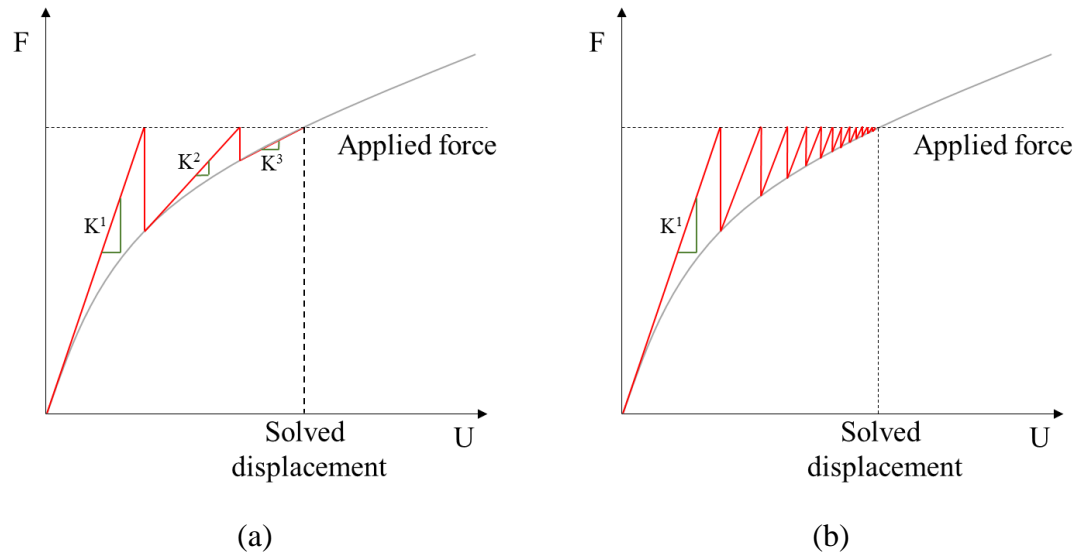 F
Applied force
K¹
K²
K³
Solved
displacement
U
(a)
F
Applied force
K¹
Solved
displacement
U
(b)